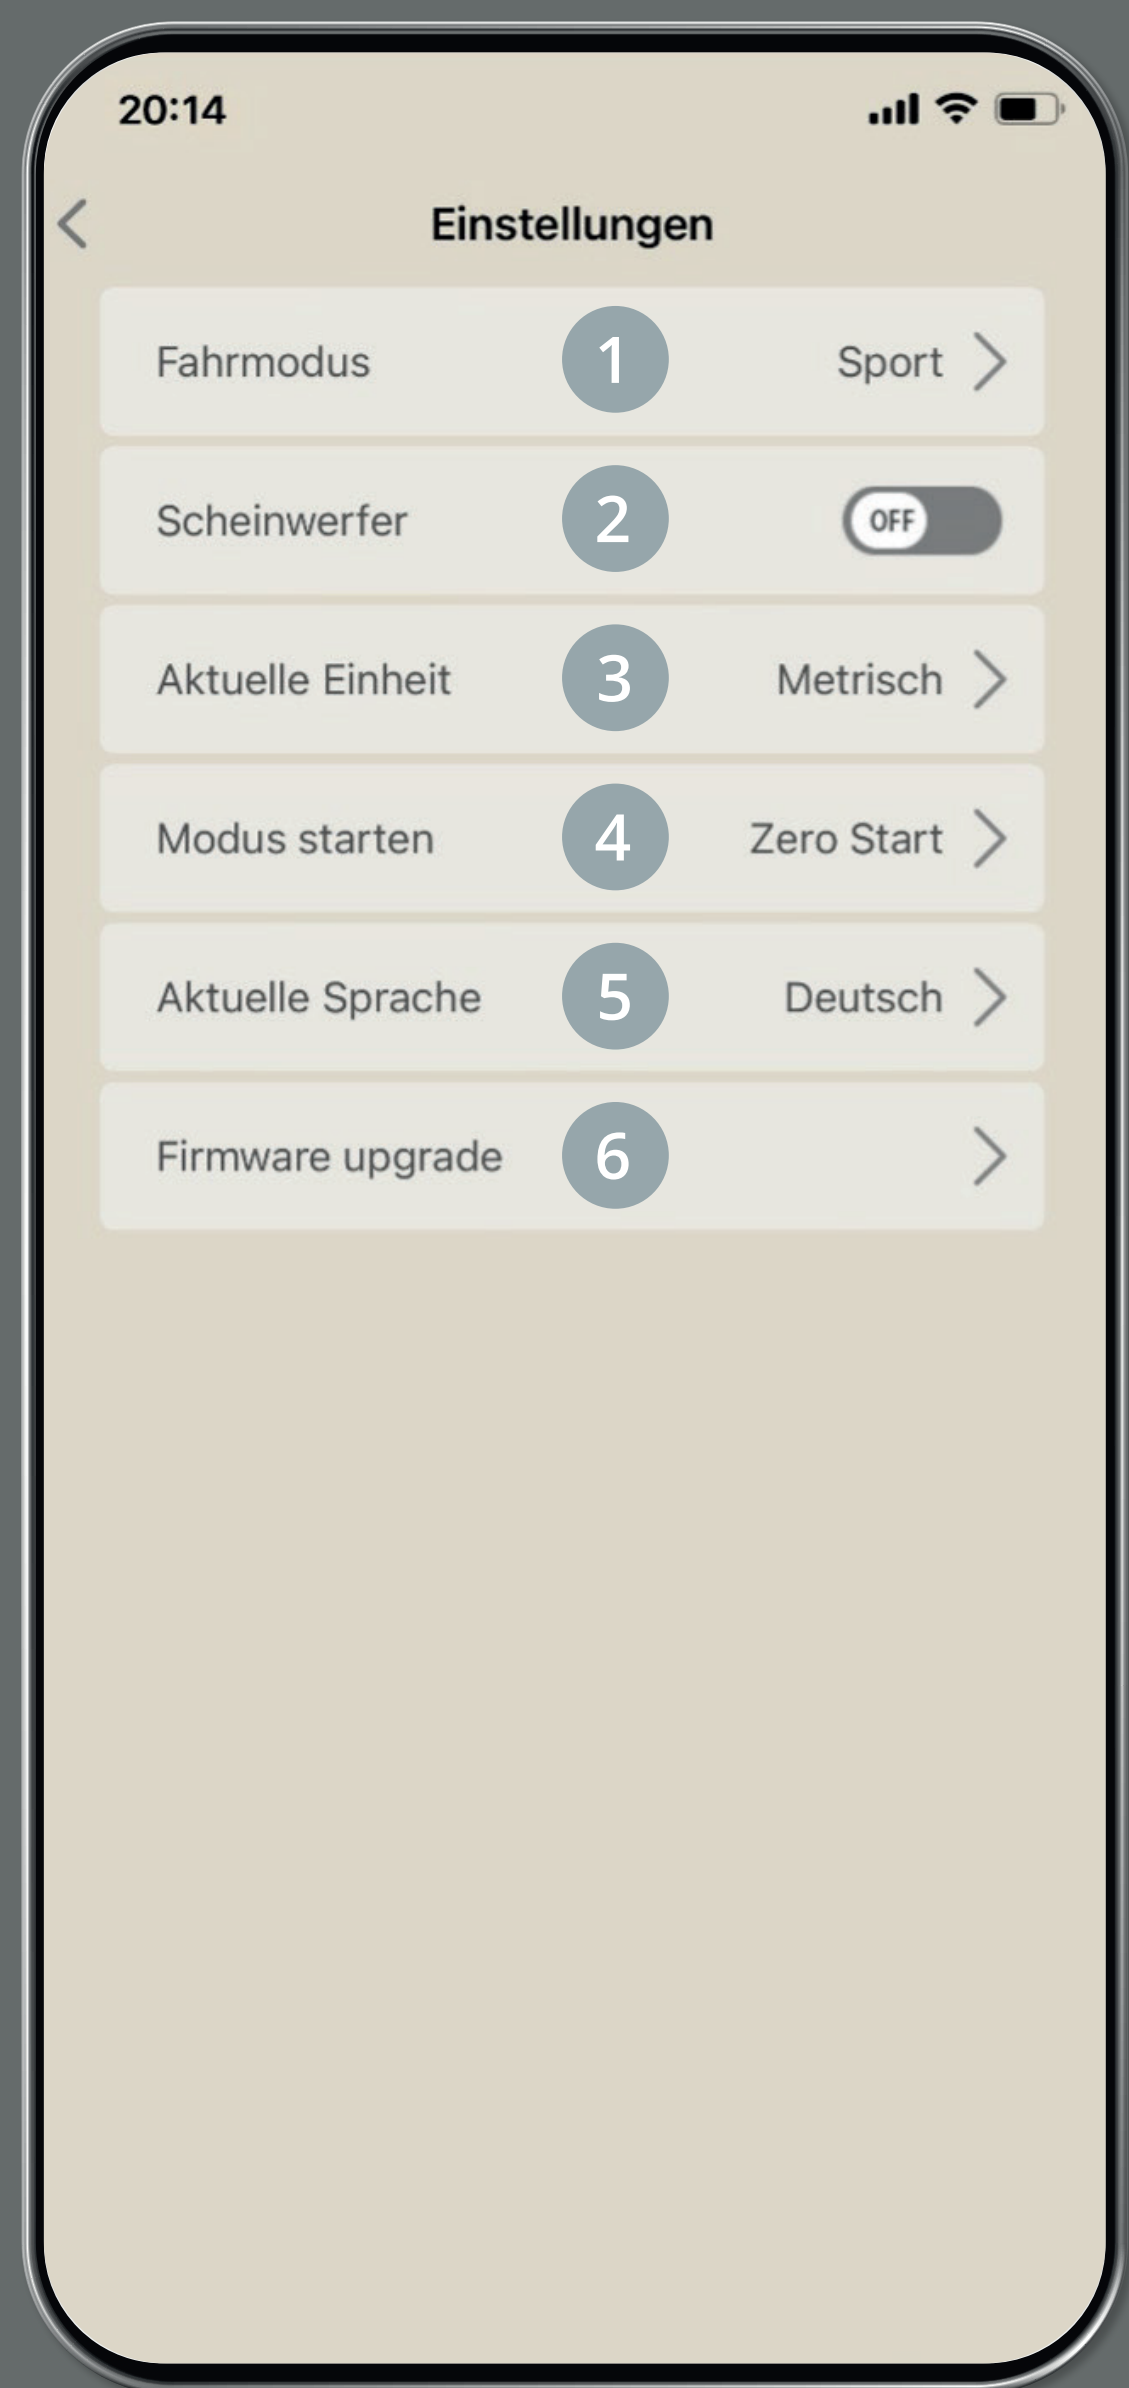 20:14
Einstellungen
Fahrmodus 1 Sport
Scheinwerfer 2 OFF
Aktuelle Einheit 3 Metrisch
Modus starten 4 Zero Start
Aktuelle Sprache 5 Deutsch
Firmware upgrade 6